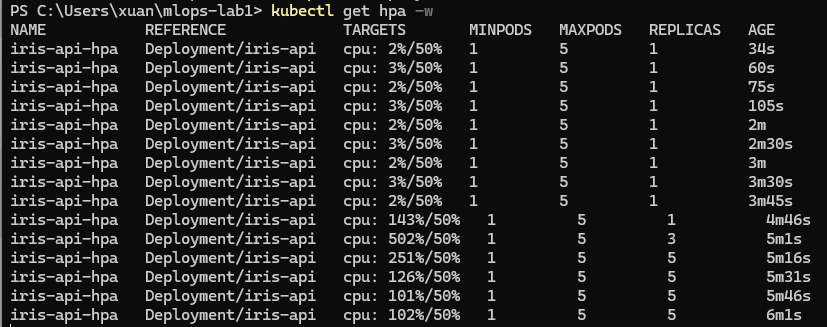 PS C:\Users\xuan\mlops-lab1> kubectl get hpa -w
NAME REFERENCE TARGETS MINPODS MAXPODS REPLICAS AGE
iris-api-hpa Deployment/iris-api cpu: 2%/50% 1 5 1 34s
iris-api-hpa Deployment/iris-api cpu: 3%/50% 1 5 1 60s
iris-api-hpa Deployment/iris-api cpu: 2%/50% 1 5 1 75s
iris-api-hpa Deployment/iris-api cpu: 3%/50% 1 5 1 105s
iris-api-hpa Deployment/iris-api cpu: 2%/50% 1 5 1 2m
iris-api-hpa Deployment/iris-api cpu: 3%/50% 1 5 1 2m30s
iris-api-hpa Deployment/iris-api cpu: 2%/50% 1 5 1 3m
iris-api-hpa Deployment/iris-api cpu: 3%/50% 1 5 1 3m30s
iris-api-hpa Deployment/iris-api cpu: 2%/50% 1 5 1 3m45s
iris-api-hpa Deployment/iris-api cpu: 143%/50% 1 5 1 4m46s
iris-api-hpa Deployment/iris-api cpu: 502%/50% 1 5 3 5m1s
iris-api-hpa Deployment/iris-api cpu: 251%/50% 1 5 5 5m16s
iris-api-hpa Deployment/iris-api cpu: 126%/50% 1 5 5 5m31s
iris-api-hpa Deployment/iris-api cpu: 101%/50% 1 5 5 5m46s
iris-api-hpa Deployment/iris-api cpu: 102%/50% 1 5 5 6m1s